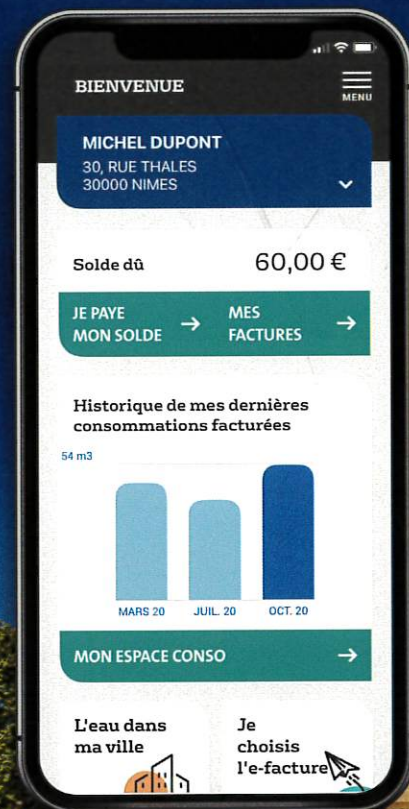 BIENVENUE
MENU
MICHEL DUPONT
30, RUE THALES
30000 NIMES
Solde dû 60,00 €
JE PAYE
MON SOLDE
MES
FACTURES
Historique de mes dernières
consommations facturées
54 m3
MARS 20 JUIL. 20 OCT. 20
MON ESPACE CONSO
L'eau dans
ma ville
Je
choisis
l'e-facture